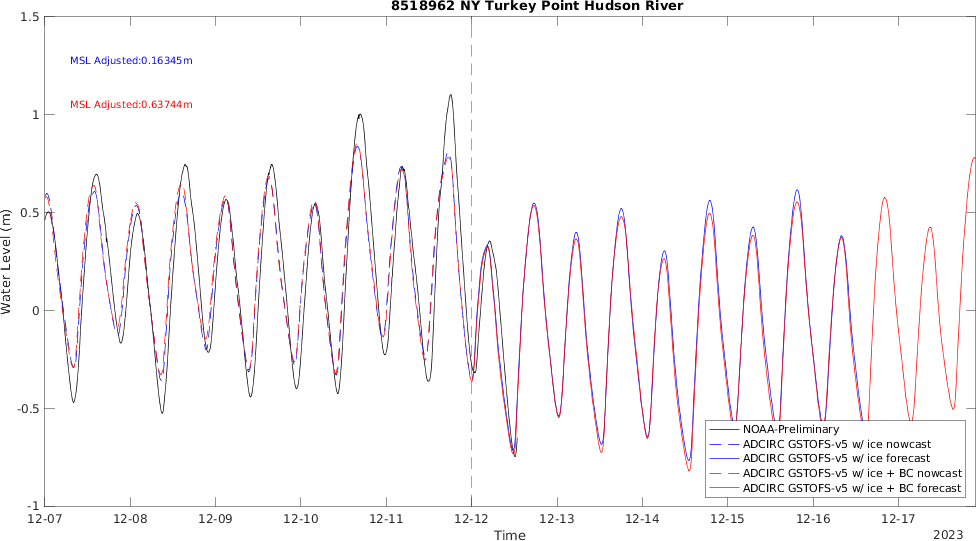 8518962 NY Turkey Point Hudson River
1.5
MSL Adjusted:0.16345m
MSL Adjusted:0.63744m
1
0.5
0
-0.5
-1
Water Level (m)
NOAA-Preliminary
ADCIRC GSTOFS-v5 w/ ice nowcast
ADCIRC GSTOFS-v5 w/ ice forecast
ADCIRC GSTOFS-v5 w/ ice + BC nowcast
ADCIRC GSTOFS-v5 w/ ice + BC forecast
12-07 12-08 12-09 12-10 12-11 12-12 12-13 12-14 12-15 12-16 12-17
Time
2023